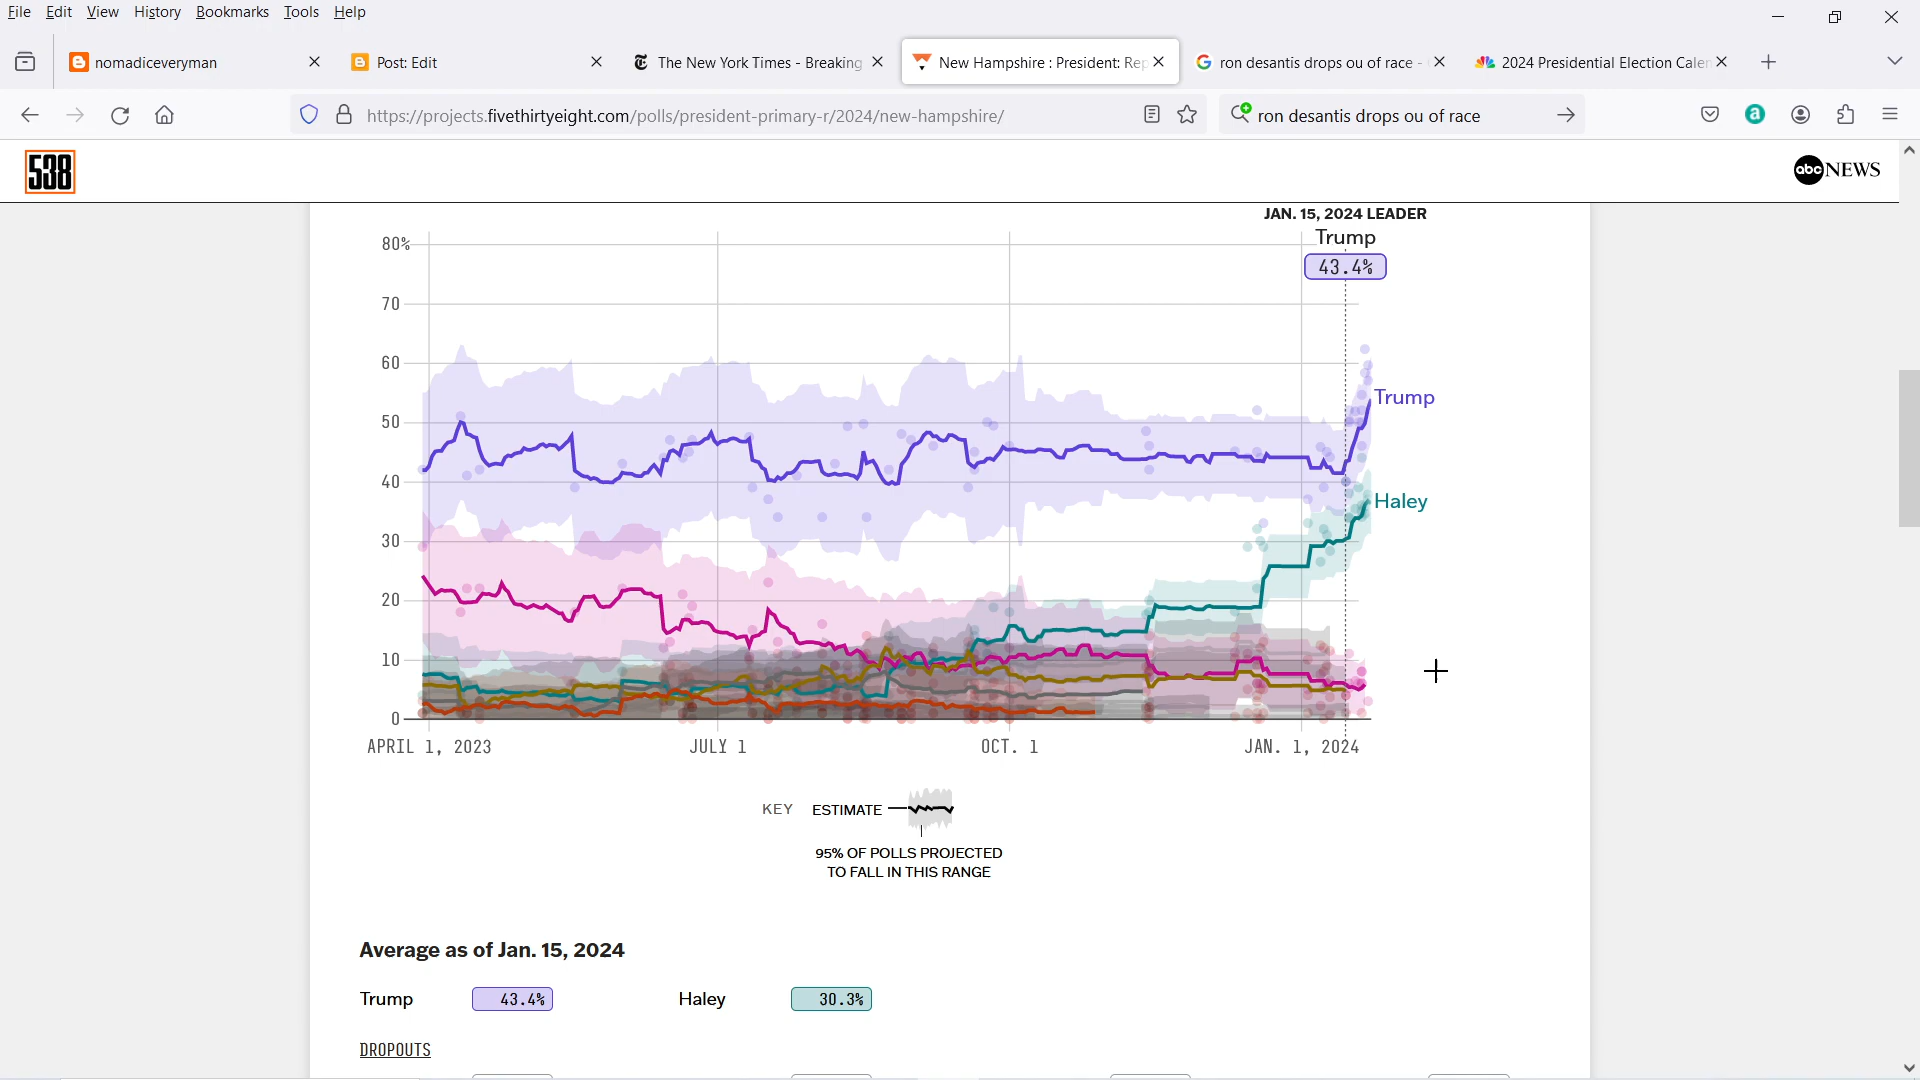 File Edit View History Bookmarks Tools Help
nomadiceveryman
Post: Edit
The New York Times - Breaking
New Hampshire : President: Rep
ron desantis drops ou of race -
2024 Presidential Election Calen
https://projects.fivethirtyeight.com/polls/president-primary-r/2024/new-hampshire/
ron desantis drops ou of race
a
538
abc NEWS
JAN. 15, 2024 LEADER
Trump
43.4%
80%
70
60
50
40
30
20
10
0
Trump
Haley
APRIL 1, 2023
JULY 1
OCT. 1
JAN. 1, 2024
KEY
ESTIMATE
95% OF POLLS PROJECTED
TO FALL IN THIS RANGE
Average as of Jan. 15, 2024
Trump 43.4% Haley 30.3%
DROPOUTS